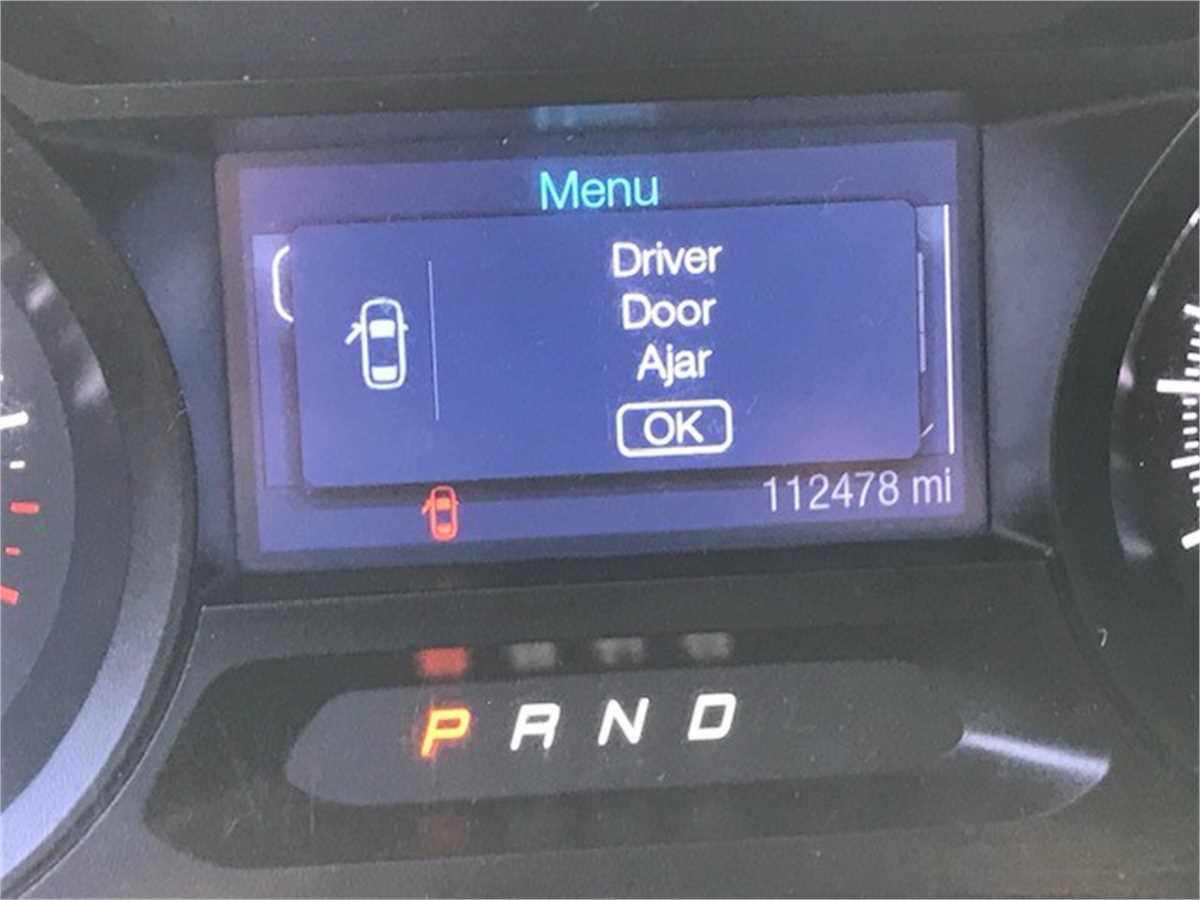 Menu
Driver
Door
Ajar
OK
112478 mi
P R N D